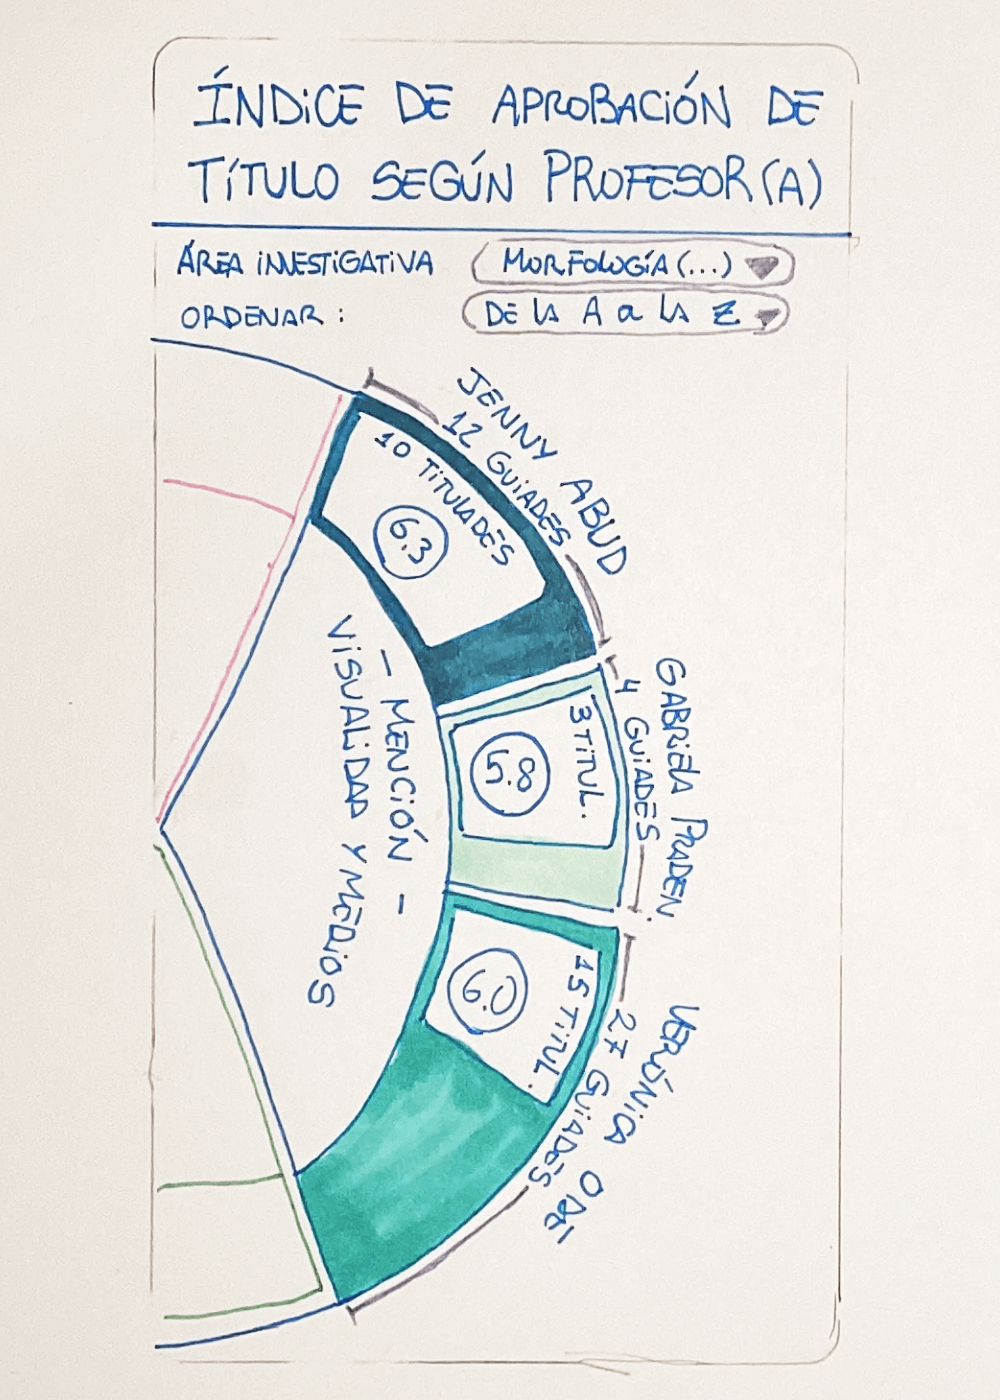 ÍNDICE DE APROBACIÓN DE
TÍTULO SEGÚN PROFESOR(A)
ÁREA INVESTIGATIVA
MORFOLOGÍA (...)
ORDENAR :
DE LA A a LA Z
JENNY ABUD
12 GUIADES
10 TITULADES
6.3
GABRIELA PRADEN.
4 GUIADES
3 TITUL.
5.8
VERÓNICA ODE-
27 GUIADES
15 TITUL.
6.0
- MENCIÓN -
VISUALIDAD Y MEDIOS